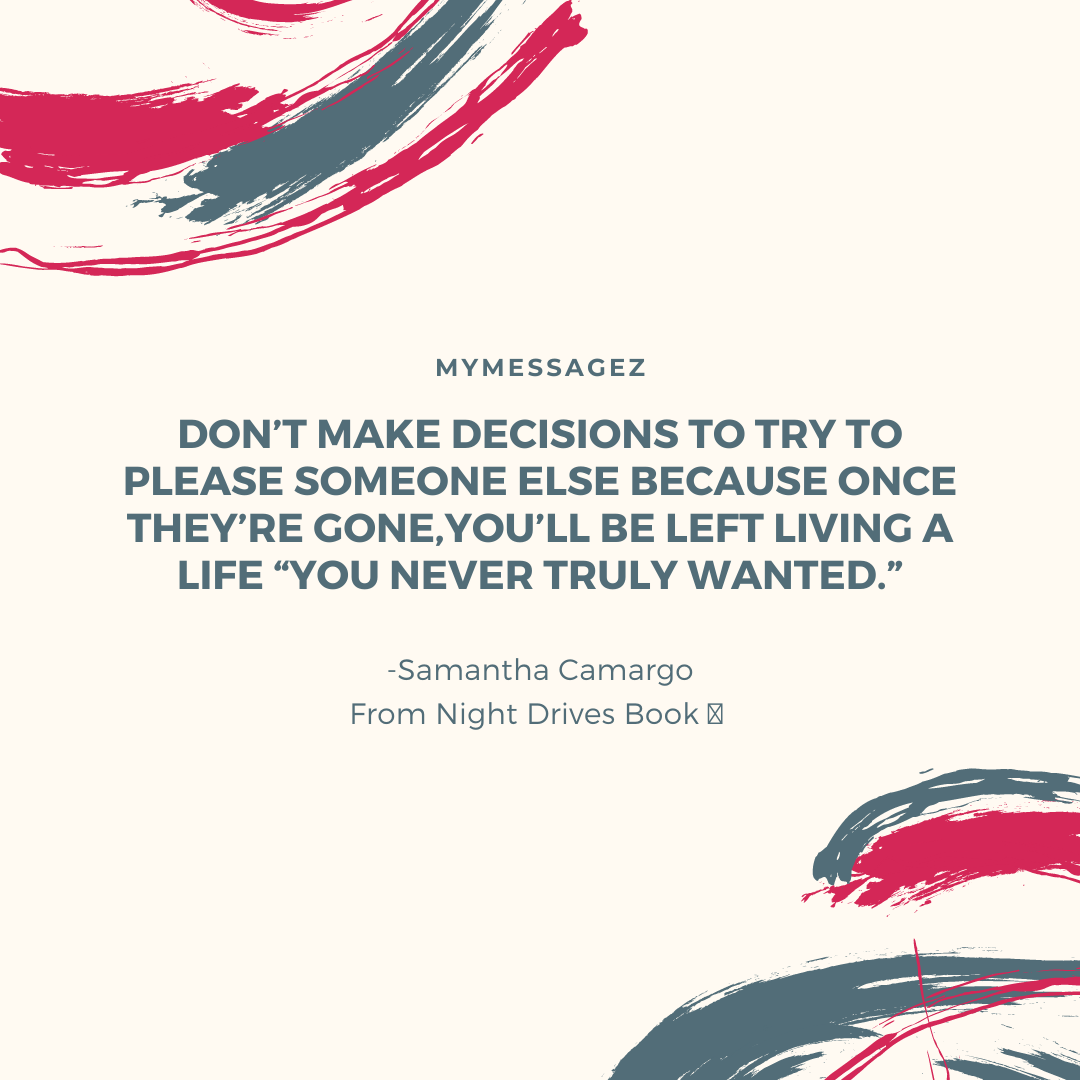 MYMESSAGEZ
DON’T MAKE DECISIONS TO TRY TO
PLEASE SOMEONE ELSE BECAUSE ONCE
THEY’RE GONE,YOU’LL BE LEFT LIVING A
LIFE “YOU NEVER TRULY WANTED.”
-Samantha Camargo
From Night Drives Book